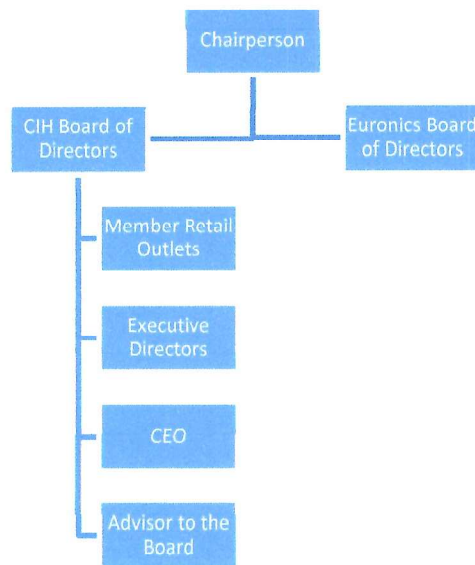 Chairperson
CIH Board of
Directors
Euronics Board
of Directors
Member Retail
Outlets
Executive
Directors
CEO
Advisor to the
Board